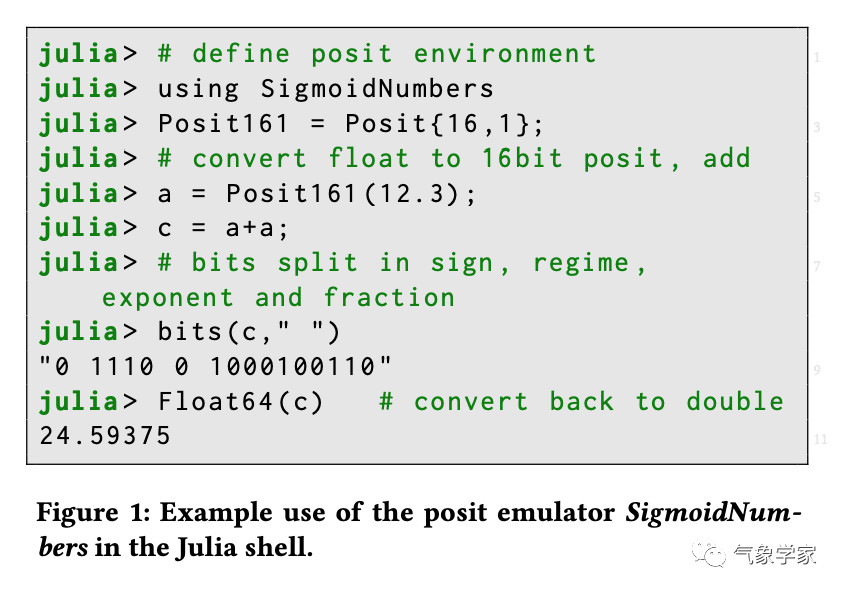 julia> # define posit environment 1
julia> using SigmoidNumbers
julia> Posit161 = Posit{16,1}; 3
julia> # convert float to 16bit posit, add
julia> a = Posit161(12.3); 5
julia> c = a+a;
julia> # bits split in sign, regime, 7
exponent and fraction
julia> bits(c," ")
"0 1110 0 1000100110" 9
julia> Float64(c) # convert back to double
24.59375 11
Figure 1: Example use of the posit emulator SigmoidNum-
bers in the Julia shell.
气象学家